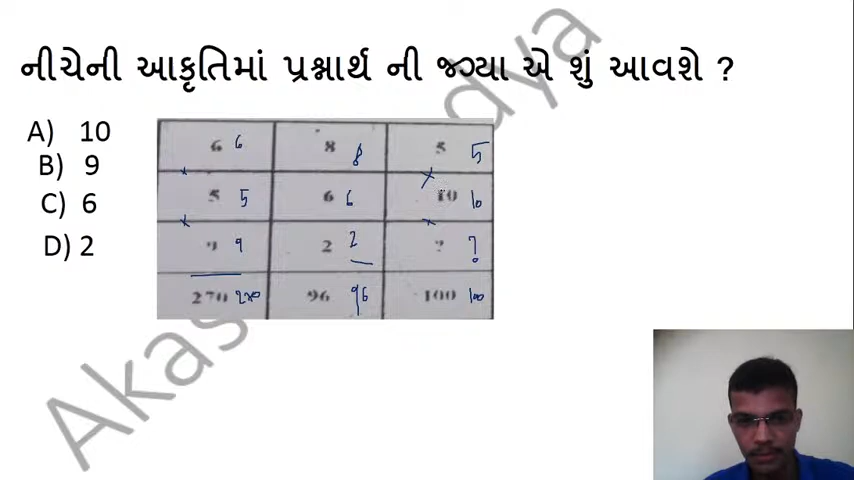 નીચેની આકૃતિમાં પ્રશ્નાર્થ ની જ્ગ્યા એ શું આવશે ?
A) 10
B) 9
C) 6
D) 2
6 6 8 8 5 5
× ×
5 5 6 6 10 10
× ×
9 9 2 2 ? ?
270 270 96 96 100 100